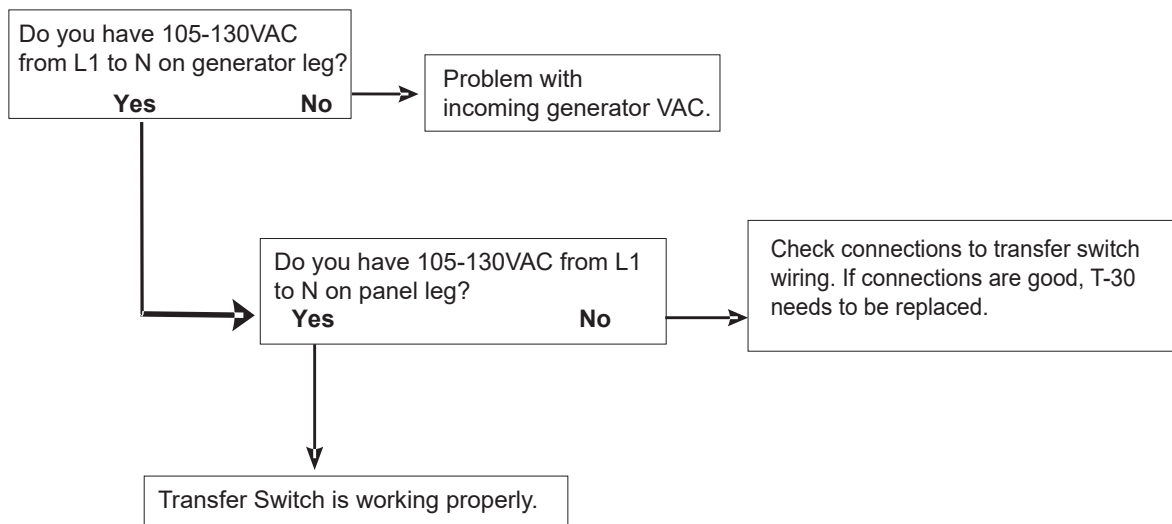 Do you have 105-130VAC
from L1 to N on generator leg?
Yes No
Problem with
incoming generator VAC.
Do you have 105-130VAC from L1
to N on panel leg?
Yes No
Check connections to transfer switch
wiring. If connections are good, T-30
needs to be replaced.
Transfer Switch is working properly.